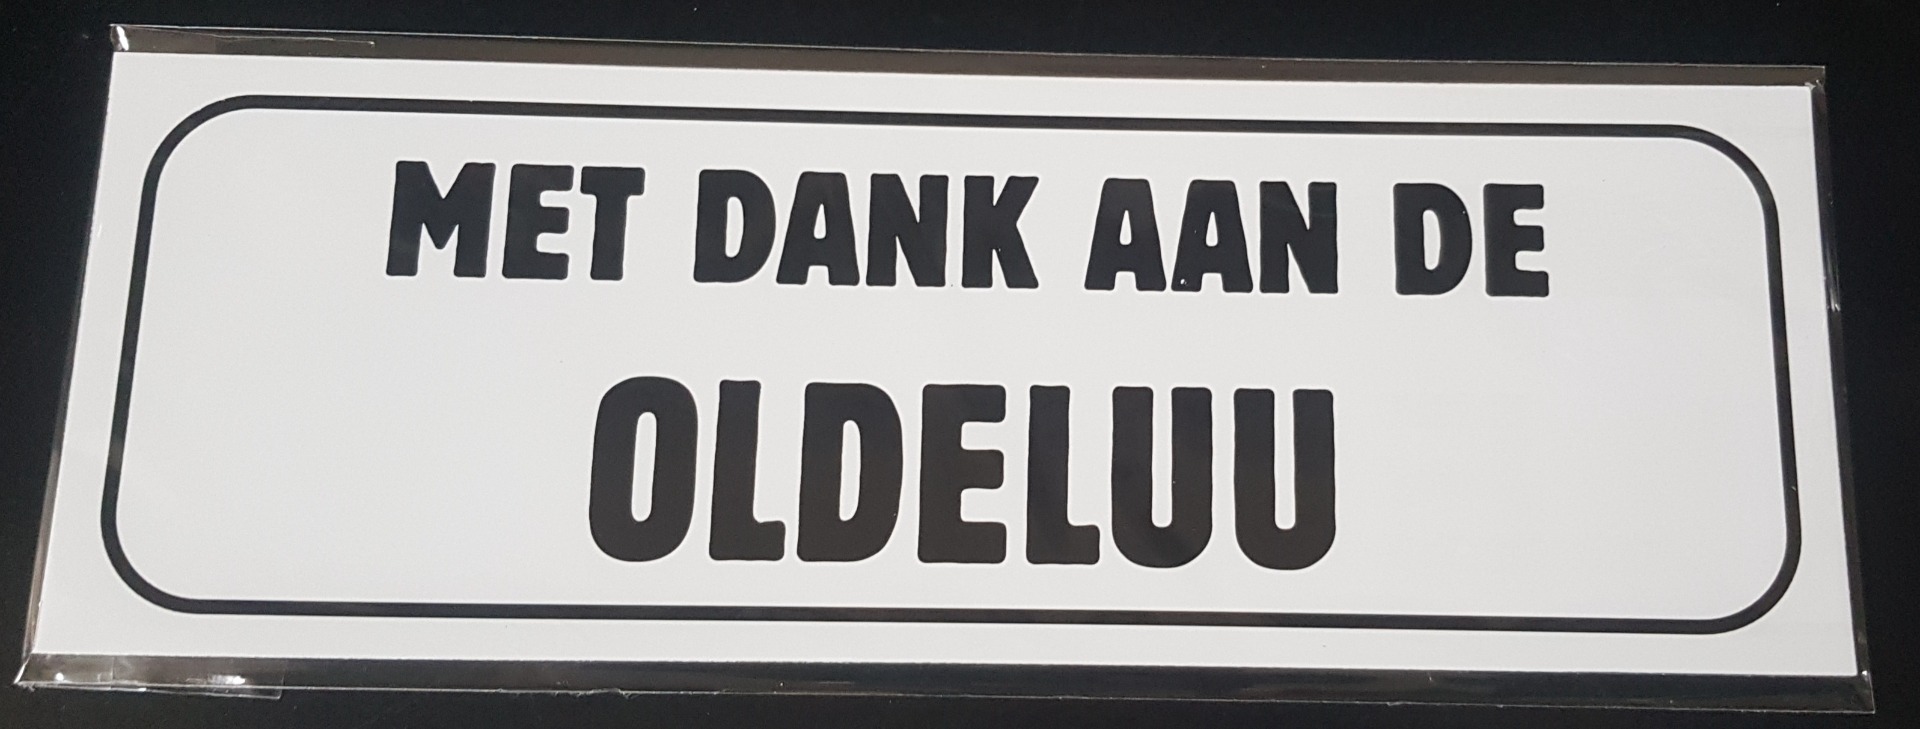 MET DANK AAN DE
OLDELUU